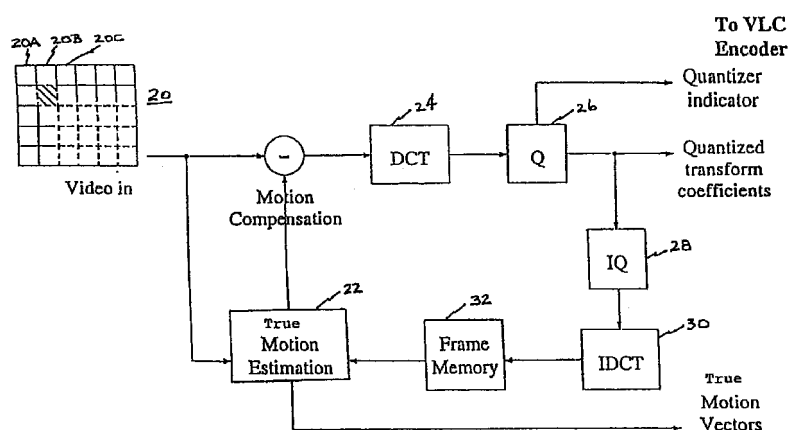 To VLC
Encoder
20A 20B 20C
20
Video in
Quantizer
indicator
24
DCT
26
Q
Quantized
transform
coefficients
-
Motion
Compensation
28
IQ
22
True
Motion
Estimation
32
Frame
Memory
30
IDCT
True
Motion
Vectors